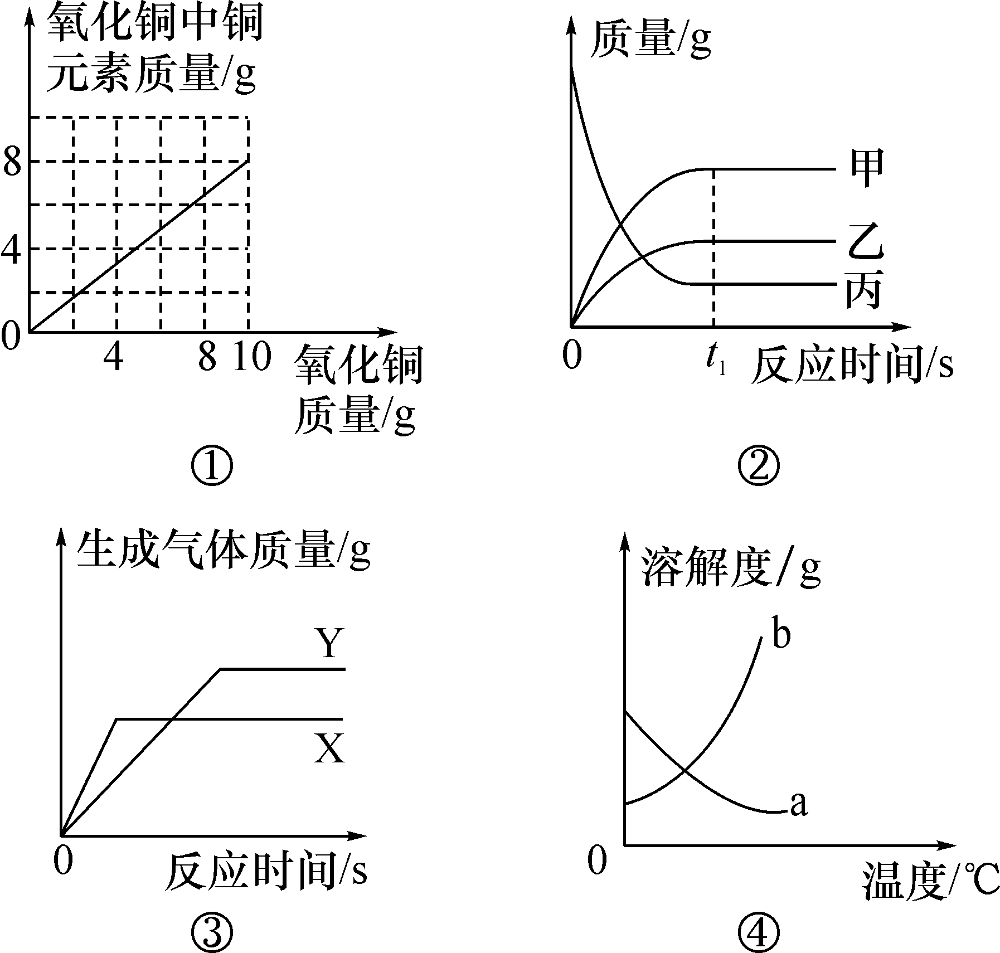 氧化铜中铜
元素质量/g
8
4
0
4
8
10
氧化铜
质量/g
①
质量/g
甲
乙
丙
0
t₁
反应时间/s
②
生成气体质量/g
Y
X
0
反应时间/s
③
溶解度/g
b
a
0
温度/℃
④